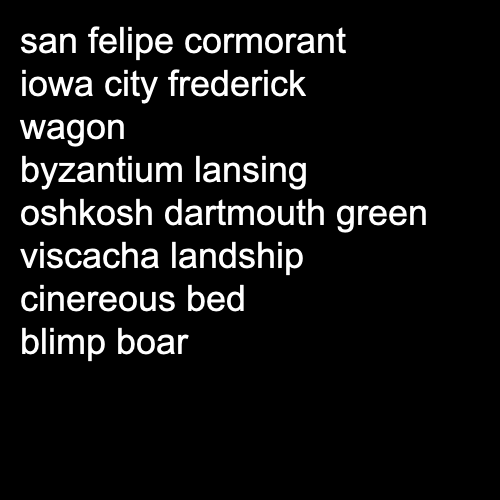 san felipe cormorant
iowa city frederick
wagon
byzantium lansing
oshkosh dartmouth green
viscacha landship
cinereous bed
blimp boar